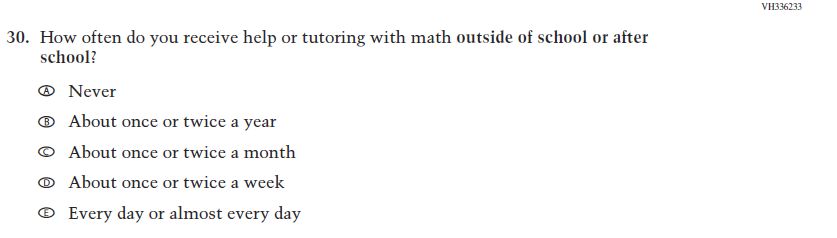 VH336233
30. How often do you receive help or tutoring with math outside of school or after
school?
A Never
B About once or twice a year
C About once or twice a month
D About once or twice a week
E Every day or almost every day